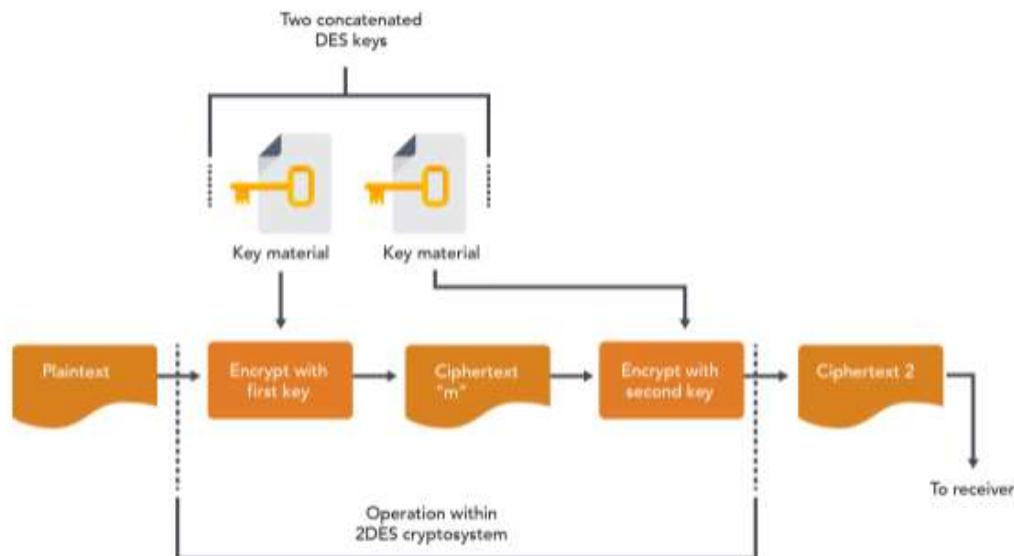 Two concatenated
DES keys
Key material
Key material
Plaintext
Encrypt with
first key
Ciphertext
"m"
Encrypt with
second key
Ciphertext 2
To receiver
Operation within
2DES cryptosystem